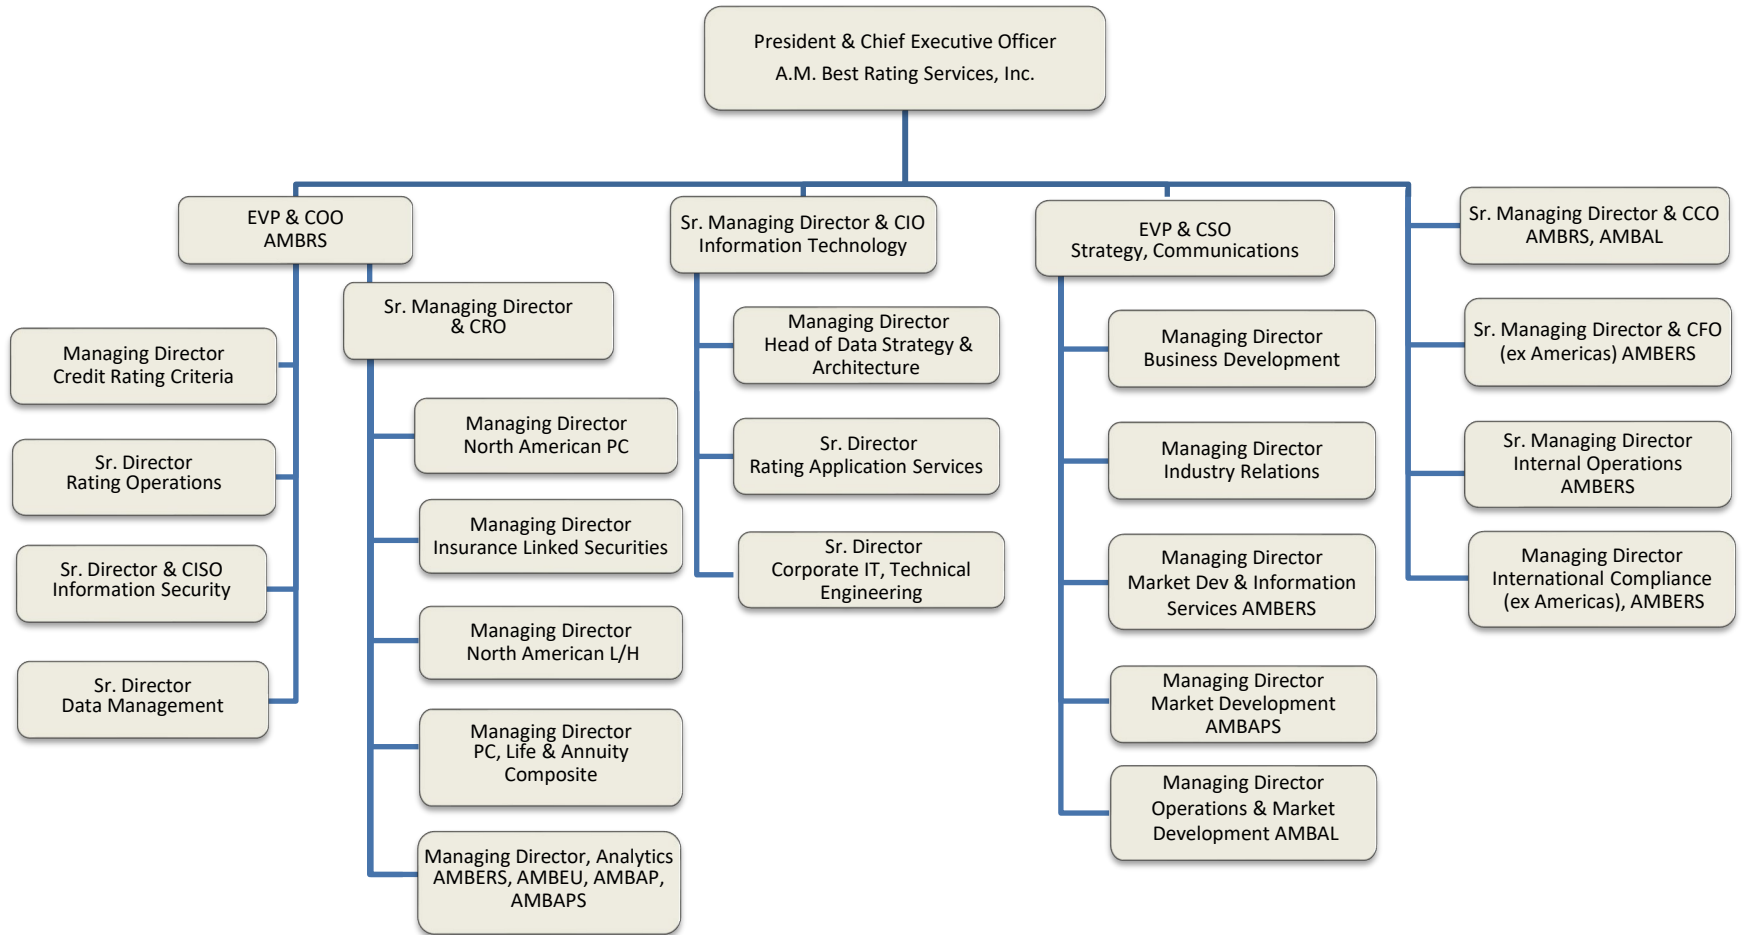 President & Chief Executive Officer
A.M. Best Rating Services, Inc.
EVP & COO
AMBRS
Sr. Managing Director
& CRO
Managing Director
Credit Rating Criteria
Sr. Director
Rating Operations
Sr. Director & CISO
Information Security
Sr. Director
Data Management
Managing Director
North American PC
Managing Director
Insurance Linked Securities
Managing Director
North American L/H
Managing Director
PC, Life & Annuity
Composite
Managing Director, Analytics
AMBERS, AMBEU, AMBAP,
AMBAPS
Sr. Managing Director & CIO
Information Technology
Managing Director
Head of Data Strategy &
Architecture
Sr. Director
Rating Application Services
Sr. Director
Corporate IT, Technical
Engineering
EVP & CSO
Strategy, Communications
Managing Director
Business Development
Managing Director
Industry Relations
Managing Director
Market Dev & Information
Services AMBERS
Managing Director
Market Development
AMBAPS
Managing Director
Operations & Market
Development AMBAL
Sr. Managing Director & CCO
AMBRS, AMBAL
Sr. Managing Director & CFO
(ex Americas) AMBERS
Sr. Managing Director
Internal Operations
AMBERS
Managing Director
International Compliance
(ex Americas), AMBERS